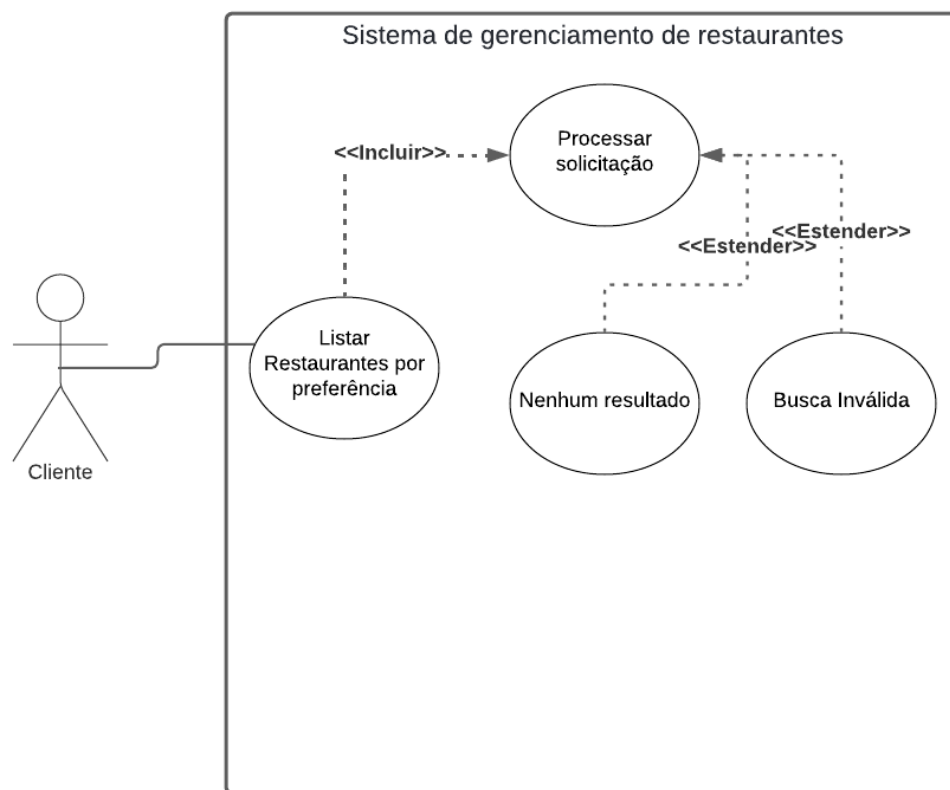 Sistema de gerenciamento de restaurantes
<<Incluir>>
Processar
solicitação
<<Estender>>
<<Estender>>
Listar
Restaurantes por
preferência
Nenhum resultado
Busca Inválida
Cliente